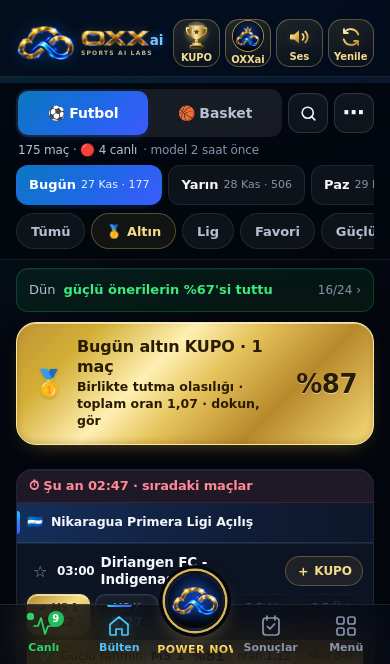 OXX ai
SPORTS AI LABS
KUPO
OXXai
Ses
Yenile
Futbol
Basket
175 maç · 4 canlı · model 2 saat önce
Bugün 27 Kas · 177
Yarın 28 Kas · 506
Paz 29
Tümü
Altın
Lig
Favori
Güçlü
Dün güçlü önerilerin %67'si tuttu 16/24 ›
Bugün altın KUPO · 1
maç
Birlikte tutma olasılığı ·
toplam oran 1,07 · dokun,
gör
%87
Şu an 02:47 · sıradaki maçlar
Nikaragua Primera Ligi Açılış
03:00 Diriangen FC -
+ KUPO
9
Canlı
Bülten
POWER
Sonuçlar
Menü